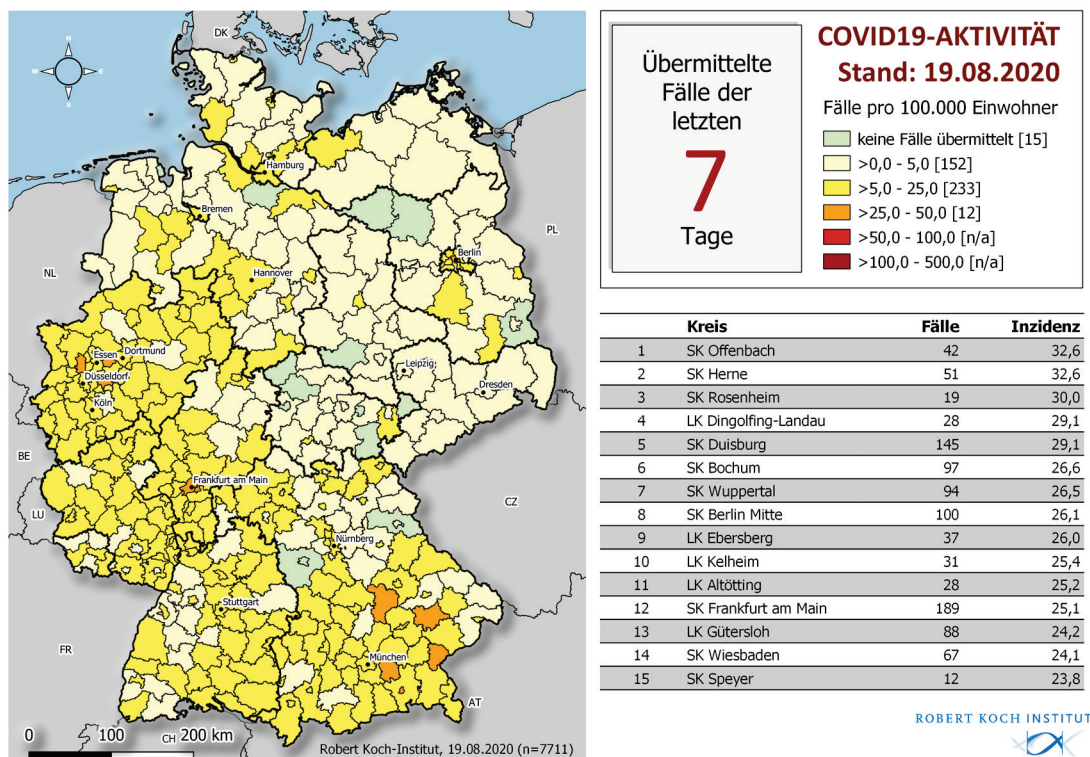 DK
N
W
E
S
Hamburg
Bremen
PL
Berlin
NL
Hannover
Essen
Dortmund
Düsseldorf
Leipzig
Dresden
Köln
BE
Frankfurt am Main
LU
CZ
Nürnberg
Stuttgart
FR
München
AT
0 100 200 km
CH
Robert Koch-Institut, 19.08.2020 (n=7711)
Übermittelte
Fälle der
letzten
7
Tage
COVID19-AKTIVITÄT
Stand: 19.08.2020
Fälle pro 100.000 Einwohner
keine Fälle übermittelt [15]
>0,0 - 5,0 [152]
>5,0 - 25,0 [233]
>25,0 - 50,0 [12]
>50,0 - 100,0 [n/a]
>100,0 - 500,0 [n/a]
Kreis Fälle Inzidenz
1 SK Offenbach 42 32,6
2 SK Herne 51 32,6
3 SK Rosenheim 19 30,0
4 LK Dingolfing-Landau 28 29,1
5 SK Duisburg 145 29,1
6 SK Bochum 97 26,6
7 SK Wuppertal 94 26,5
8 SK Berlin Mitte 100 26,1
9 LK Ebersberg 37 26,0
10 LK Kelheim 31 25,4
11 LK Altötting 28 25,2
12 SK Frankfurt am Main 189 25,1
13 LK Gütersloh 88 24,2
14 SK Wiesbaden 67 24,1
15 SK Speyer 12 23,8
ROBERT KOCH INSTITUT